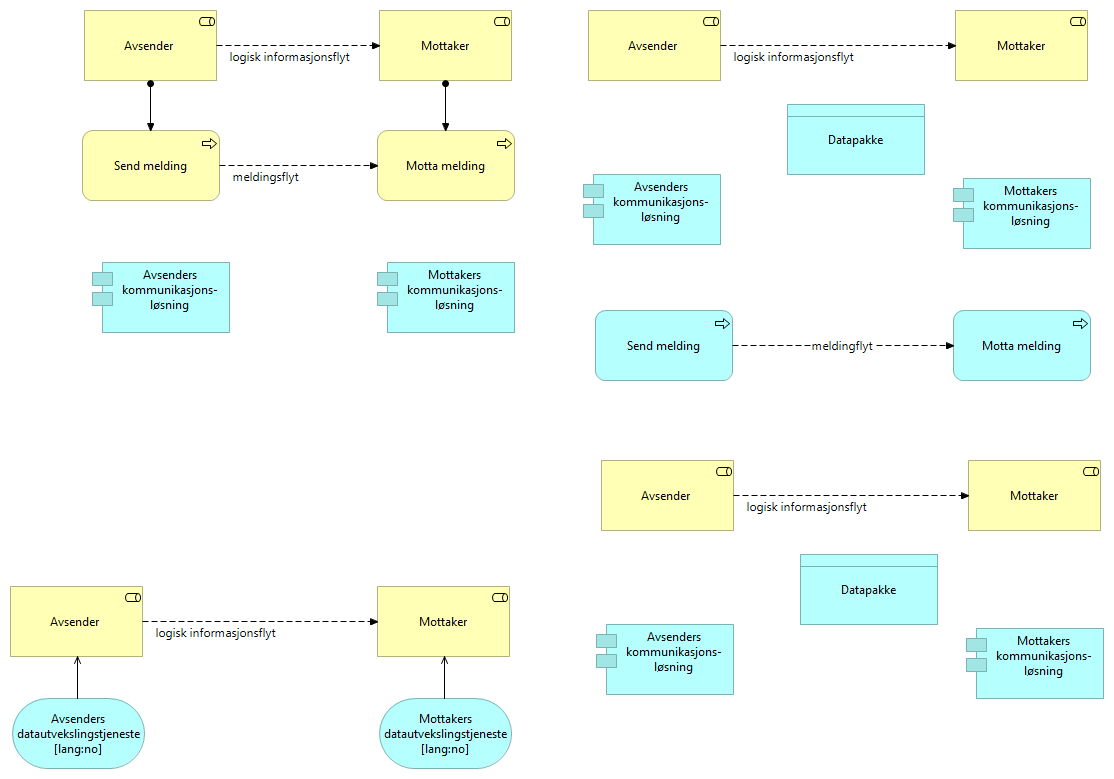 Avsender
Mottaker
logisk informasjonsflyt
Send melding
Motta melding
meldingsflyt
Avsenders
kommunikasjons-
løsning
Mottakers
kommunikasjons-
løsning
Avsender
Mottaker
logisk informasjonsflyt
Datapakke
Avsenders
kommunikasjons-
løsning
Mottakers
kommunikasjons-
løsning
Send melding
meldingflyt
Motta melding
Avsender
Mottaker
logisk informasjonsflyt
Datapakke
Avsenders
kommunikasjons-
løsning
Mottakers
kommunikasjons-
løsning
Avsender
Mottaker
logisk informasjonsflyt
Avsenders
datautvekslingstjeneste
[lang:no]
Mottakers
datautvekslingstjeneste
[lang:no]